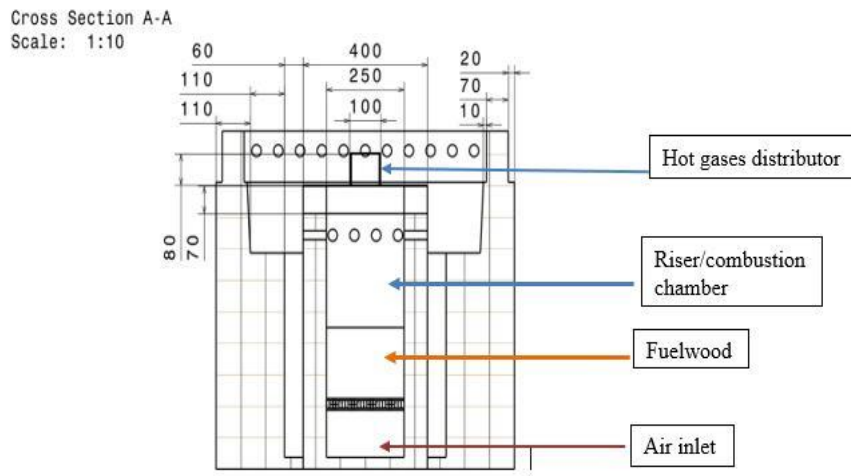 Cross Section A-A
Scale: 1:10
60
400
20
110
250
70
110
100
10
Hot gases distributor
80
70
Riser/combustion
chamber
Fuelwood
Air inlet